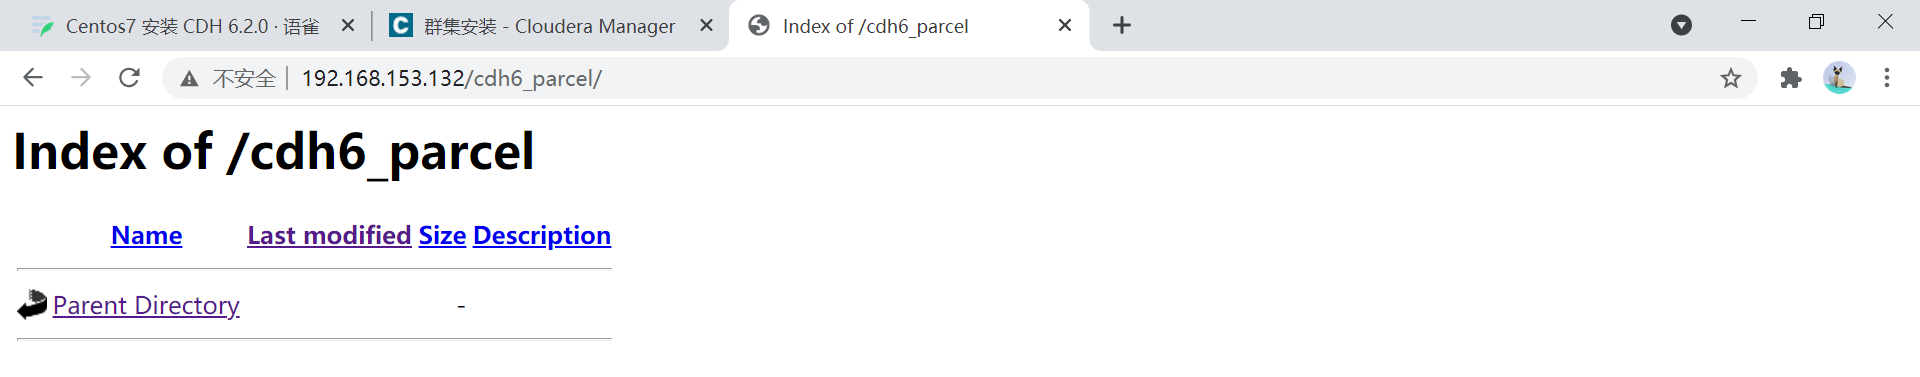 Centos7 安装 CDH 6.2.0 · 语雀
群集安装 - Cloudera Manager
Index of /cdh6_parcel
不安全 192.168.153.132/cdh6_parcel/
Index of /cdh6_parcel
Name Last modified Size Description
Parent Directory -